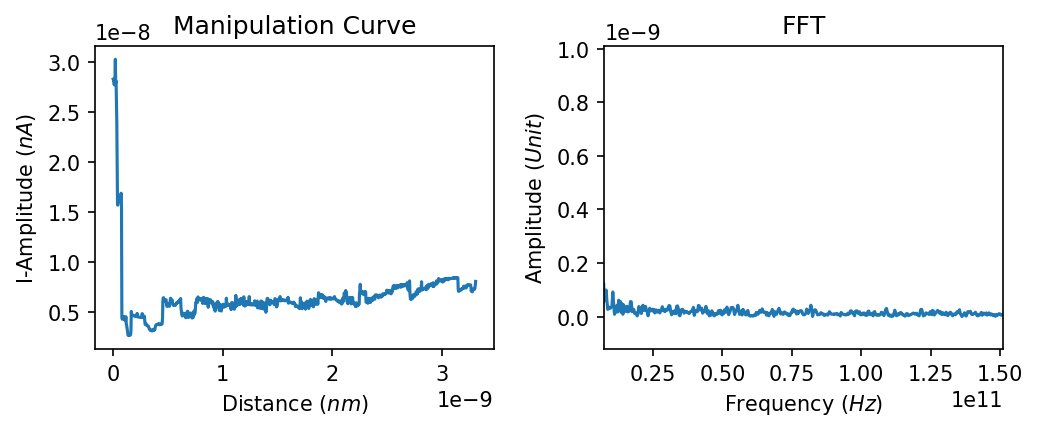 Manipulation Curve
1e−8
3.0
2.5
2.0
1.5
1.0
0.5
I-Amplitude (nA)
0 1 2 3
1e−9
Distance (nm)
FFT
1e−9
1.0
0.8
0.6
0.4
0.2
0.0
Amplitude (Unit)
0.25 0.50 0.75 1.00 1.25 1.50
1e11
Frequency (Hz)